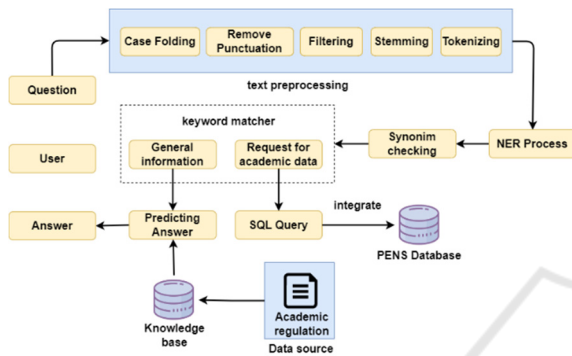 Case Folding
Remove
Punctuation
Filtering
Stemming
Tokenizing
text preprocessing
Question
keyword matcher
User
General
information
Request for
academic data
Synonim
checking
NER Process
Answer
Predicting
Answer
SQL Query
integrate
PENS Database
Knowledge
base
Academic
regulation
Data source